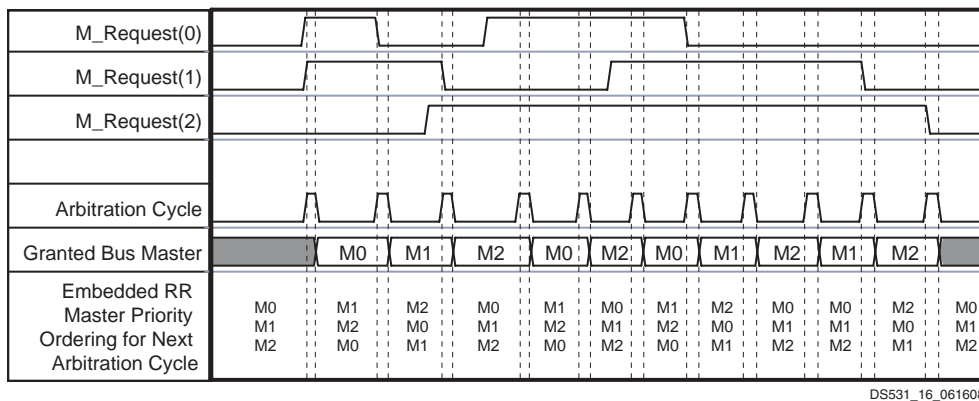 M_Request(0)
M_Request(1)
M_Request(2)
Arbitration Cycle
Granted Bus Master M0 M1 M2 M0 M2 M0 M1 M2 M1 M2
Embedded RR
Master Priority
Ordering for Next
Arbitration Cycle
M0 M1 M2 M0 M1 M0 M1 M2 M0 M0 M2 M0
M1 M2 M0 M1 M2 M1 M2 M0 M1 M1 M0 M1
M2 M0 M1 M2 M0 M2 M0 M1 M2 M2 M1 M2
DS531_16_061608